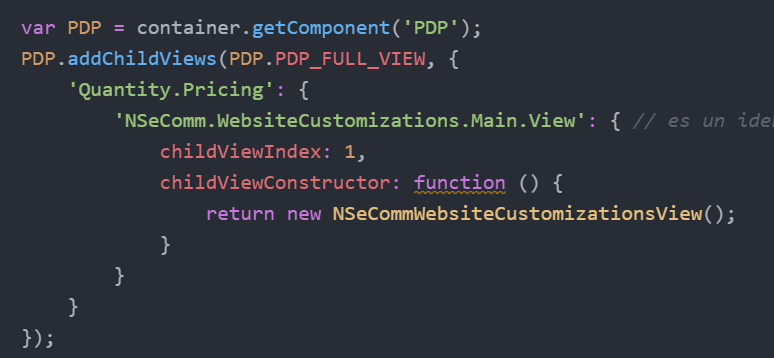 var PDP = container.getComponent('PDP');
PDP.addChildViews(PDP.PDP_FULL_VIEW, {
'Quantity.Pricing': {
'NSeComm.WebsiteCustomizations.Main.View': { // es un
childViewIndex: 1,
childViewConstructor: function () {
return new NSeCommWebsiteCustomizationsView();
}
}
}
});